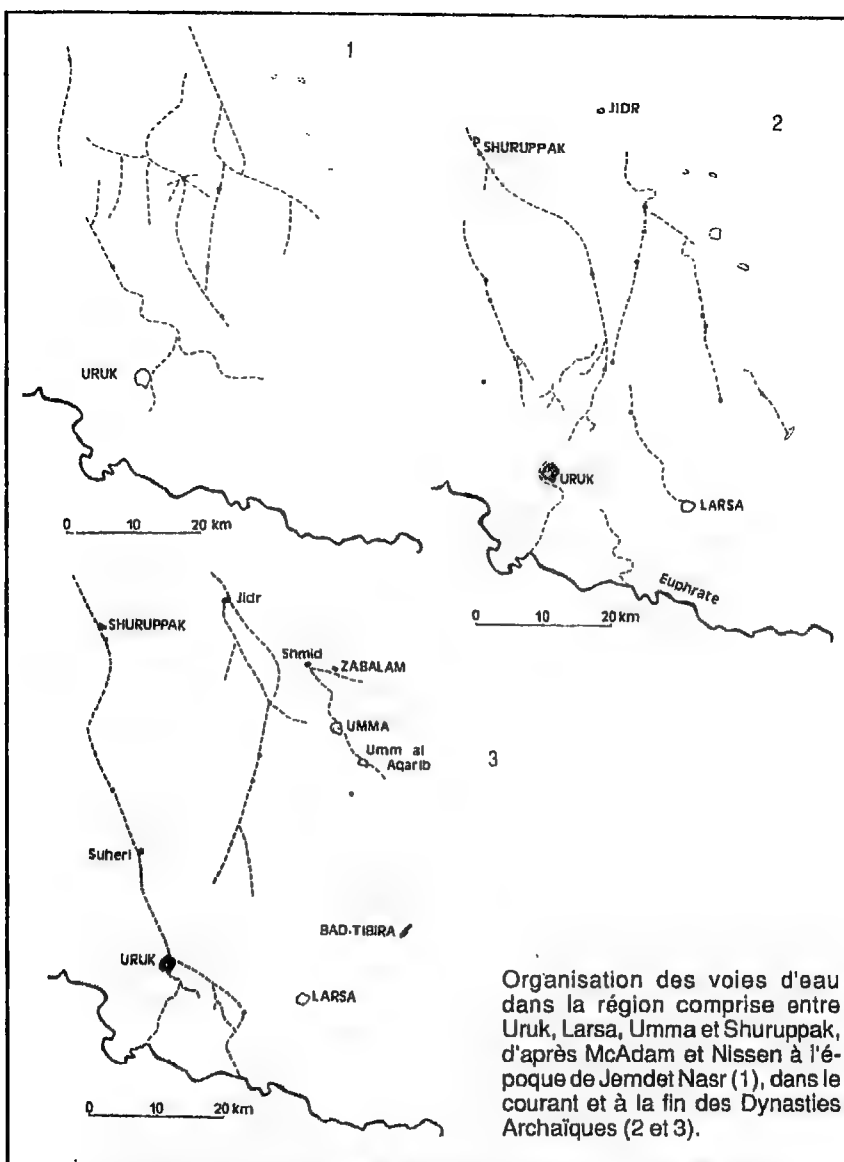 1
URUK
0 10 20 km
2
JIDR
SHURUPPAK
URUK
LARSA
Euphrate
0 10 20 km
3
SHURUPPAK
Jidr
Shmid
ZABALAM
UMMA
Umm al
Aqarib
Suheri
BAD-TIBIRA
URUK
LARSA
0 10 20 km
Organisation des voies d'eau
dans la région comprise entre
Uruk, Larsa, Umma et Shuruppak,
d'après McAdam et Nissen à l'é-
poque de Jemdet Nasr (1), dans le
courant et à la fin des Dynasties
Archaïques (2 et 3).